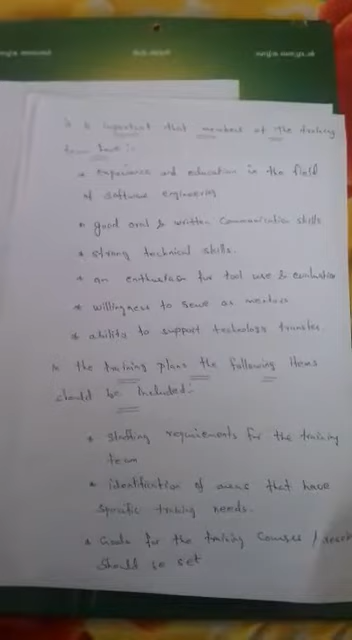 it is important that members of the training
team have :-
* experience and education in the field
of software engineering
* good oral & written communication skills
* strong technical skills.
* an enthusiasm for tool use & evaluation
* willingness to serve as mentors
* ability to support technology transfer.
In the training plans the following items
should be included:-
* staffing requirements for the training
team
* identification of areas that have
specific training needs.
* Goals for the training courses /
should be set